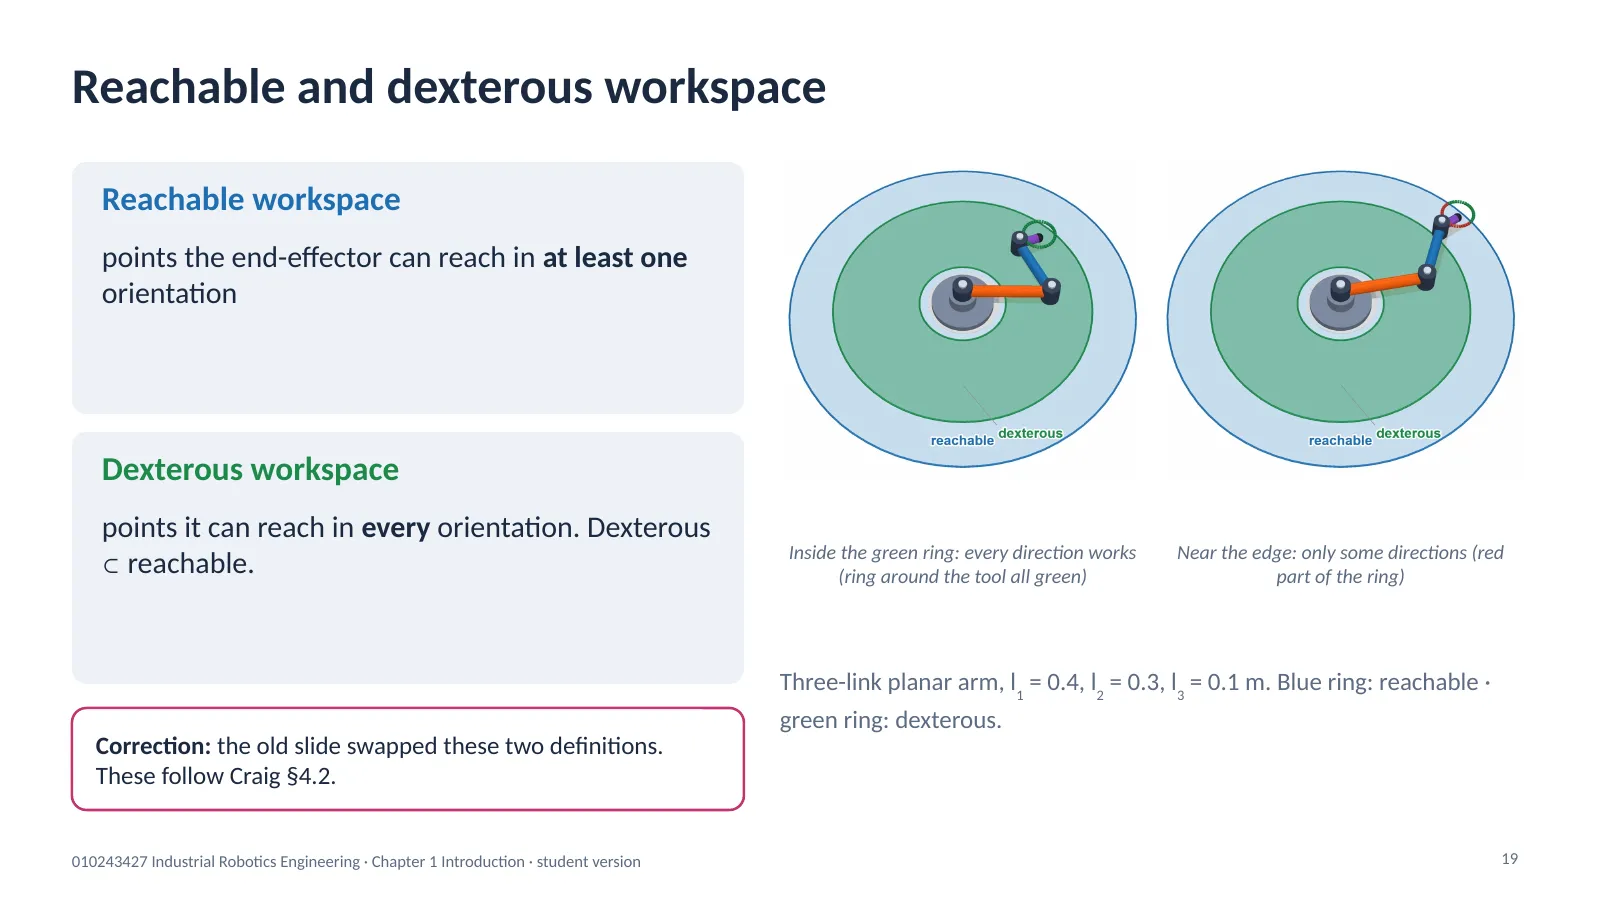 Reachable and dexterous workspace
Reachable workspace
points the end-effector can reach in at least one
orientation
Dexterous workspace
points it can reach in every orientation. Dexterous
⊂ reachable.
Correction: the old slide swapped these two definitions.
These follow Craig §4.2.
reachable dexterous
reachable dexterous
Inside the green ring: every direction works
(ring around the tool all green)
Near the edge: only some directions (red
part of the ring)
Three-link planar arm, l₁ = 0.4, l₂ = 0.3, l₃ = 0.1 m. Blue ring: reachable ·
green ring: dexterous.
010243427 Industrial Robotics Engineering · Chapter 1 Introduction · student version
19